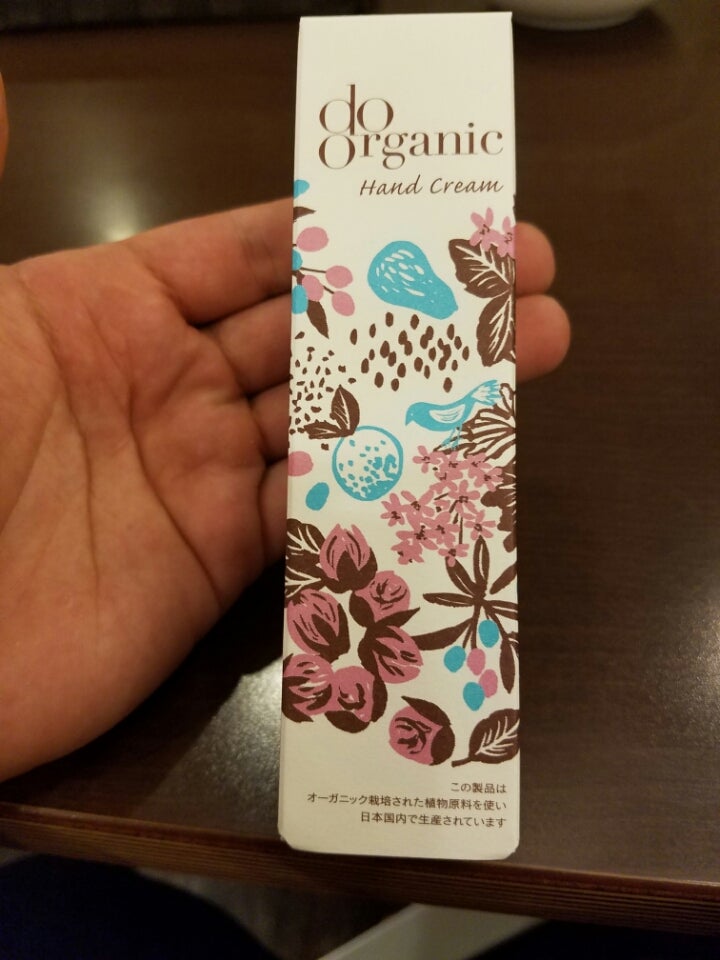 do
organic
Hand Cream
この製品は
オーガニック栽培された植物原料を使い
日本国内で生産されています